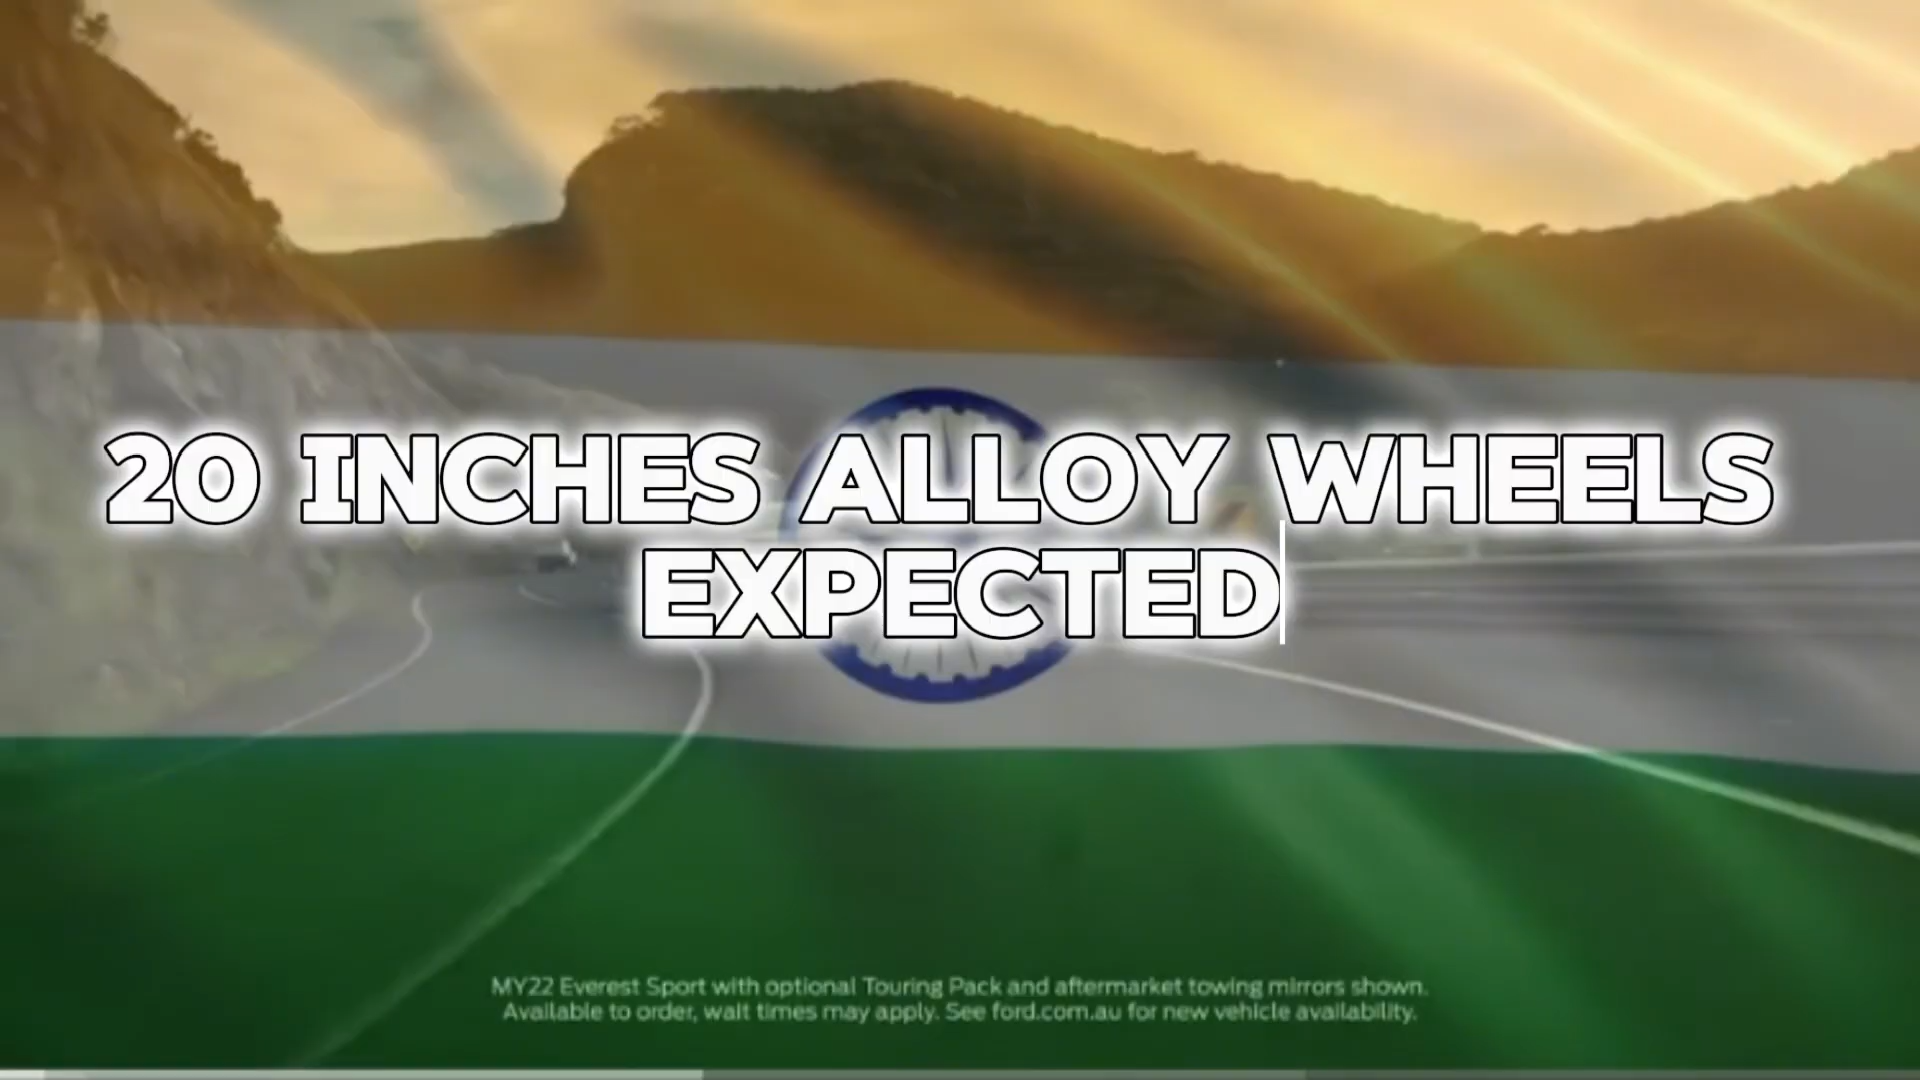 20 INCHES ALLOY WHEELS
EXPECTED
MY22 Everest Sport with optional Touring Pack and aftermarket towing mirrors shown.
Available to order, wait times may apply. See ford.com.au for new vehicle availability.